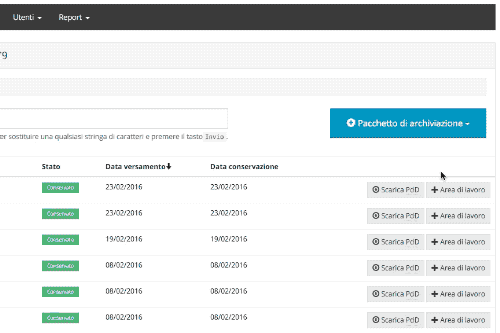 Utenti Report
79
Pacchetto di archiviazione
er sostituire una qualsiasi stringa di caratteri e premere il tasto Invio.
Stato Data versamento Data conservazione
Conservato 23/02/2016 23/02/2016 Scarica PdD Area di lavoro
Conservato 23/02/2016 23/02/2016 Scarica PdD Area di lavoro
Conservato 19/02/2016 19/02/2016 Scarica PdD Area di lavoro
Conservato 08/02/2016 08/02/2016 Scarica PdD Area di lavoro
Conservato 08/02/2016 08/02/2016 Scarica PdD Area di lavoro
Conservato 08/02/2016 08/02/2016 Scarica PdD Area di lavoro